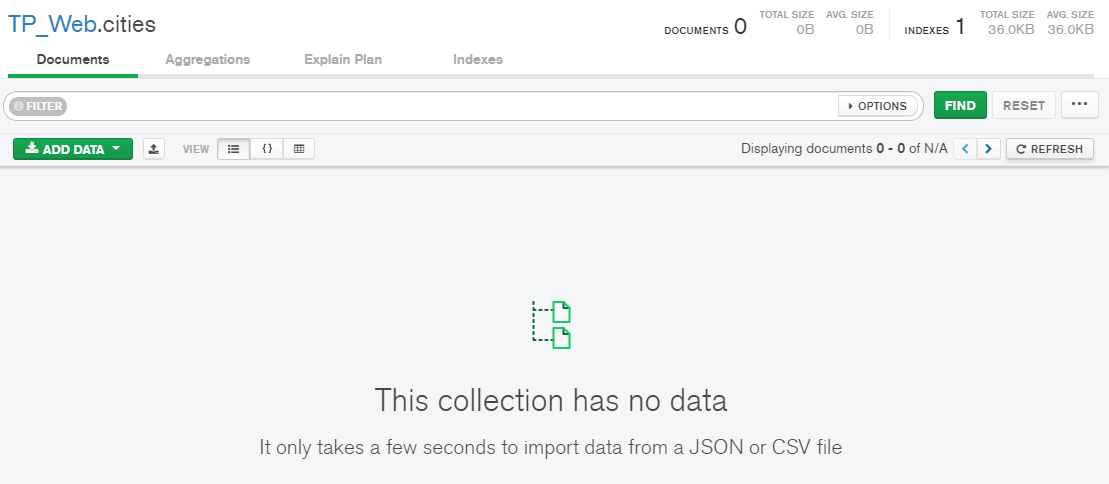 TP_Web.cities
DOCUMENTS 0 TOTAL SIZE 0B AVG. SIZE 0B INDEXES 1 TOTAL SIZE 36.0KB AVG. SIZE 36.0KB
Documents Aggregations Explain Plan Indexes
FILTER OPTIONS FIND RESET ...
ADD DATA VIEW {} Displaying documents 0 - 0 of N/A < > REFRESH
This collection has no data
It only takes a few seconds to import data from a JSON or CSV file